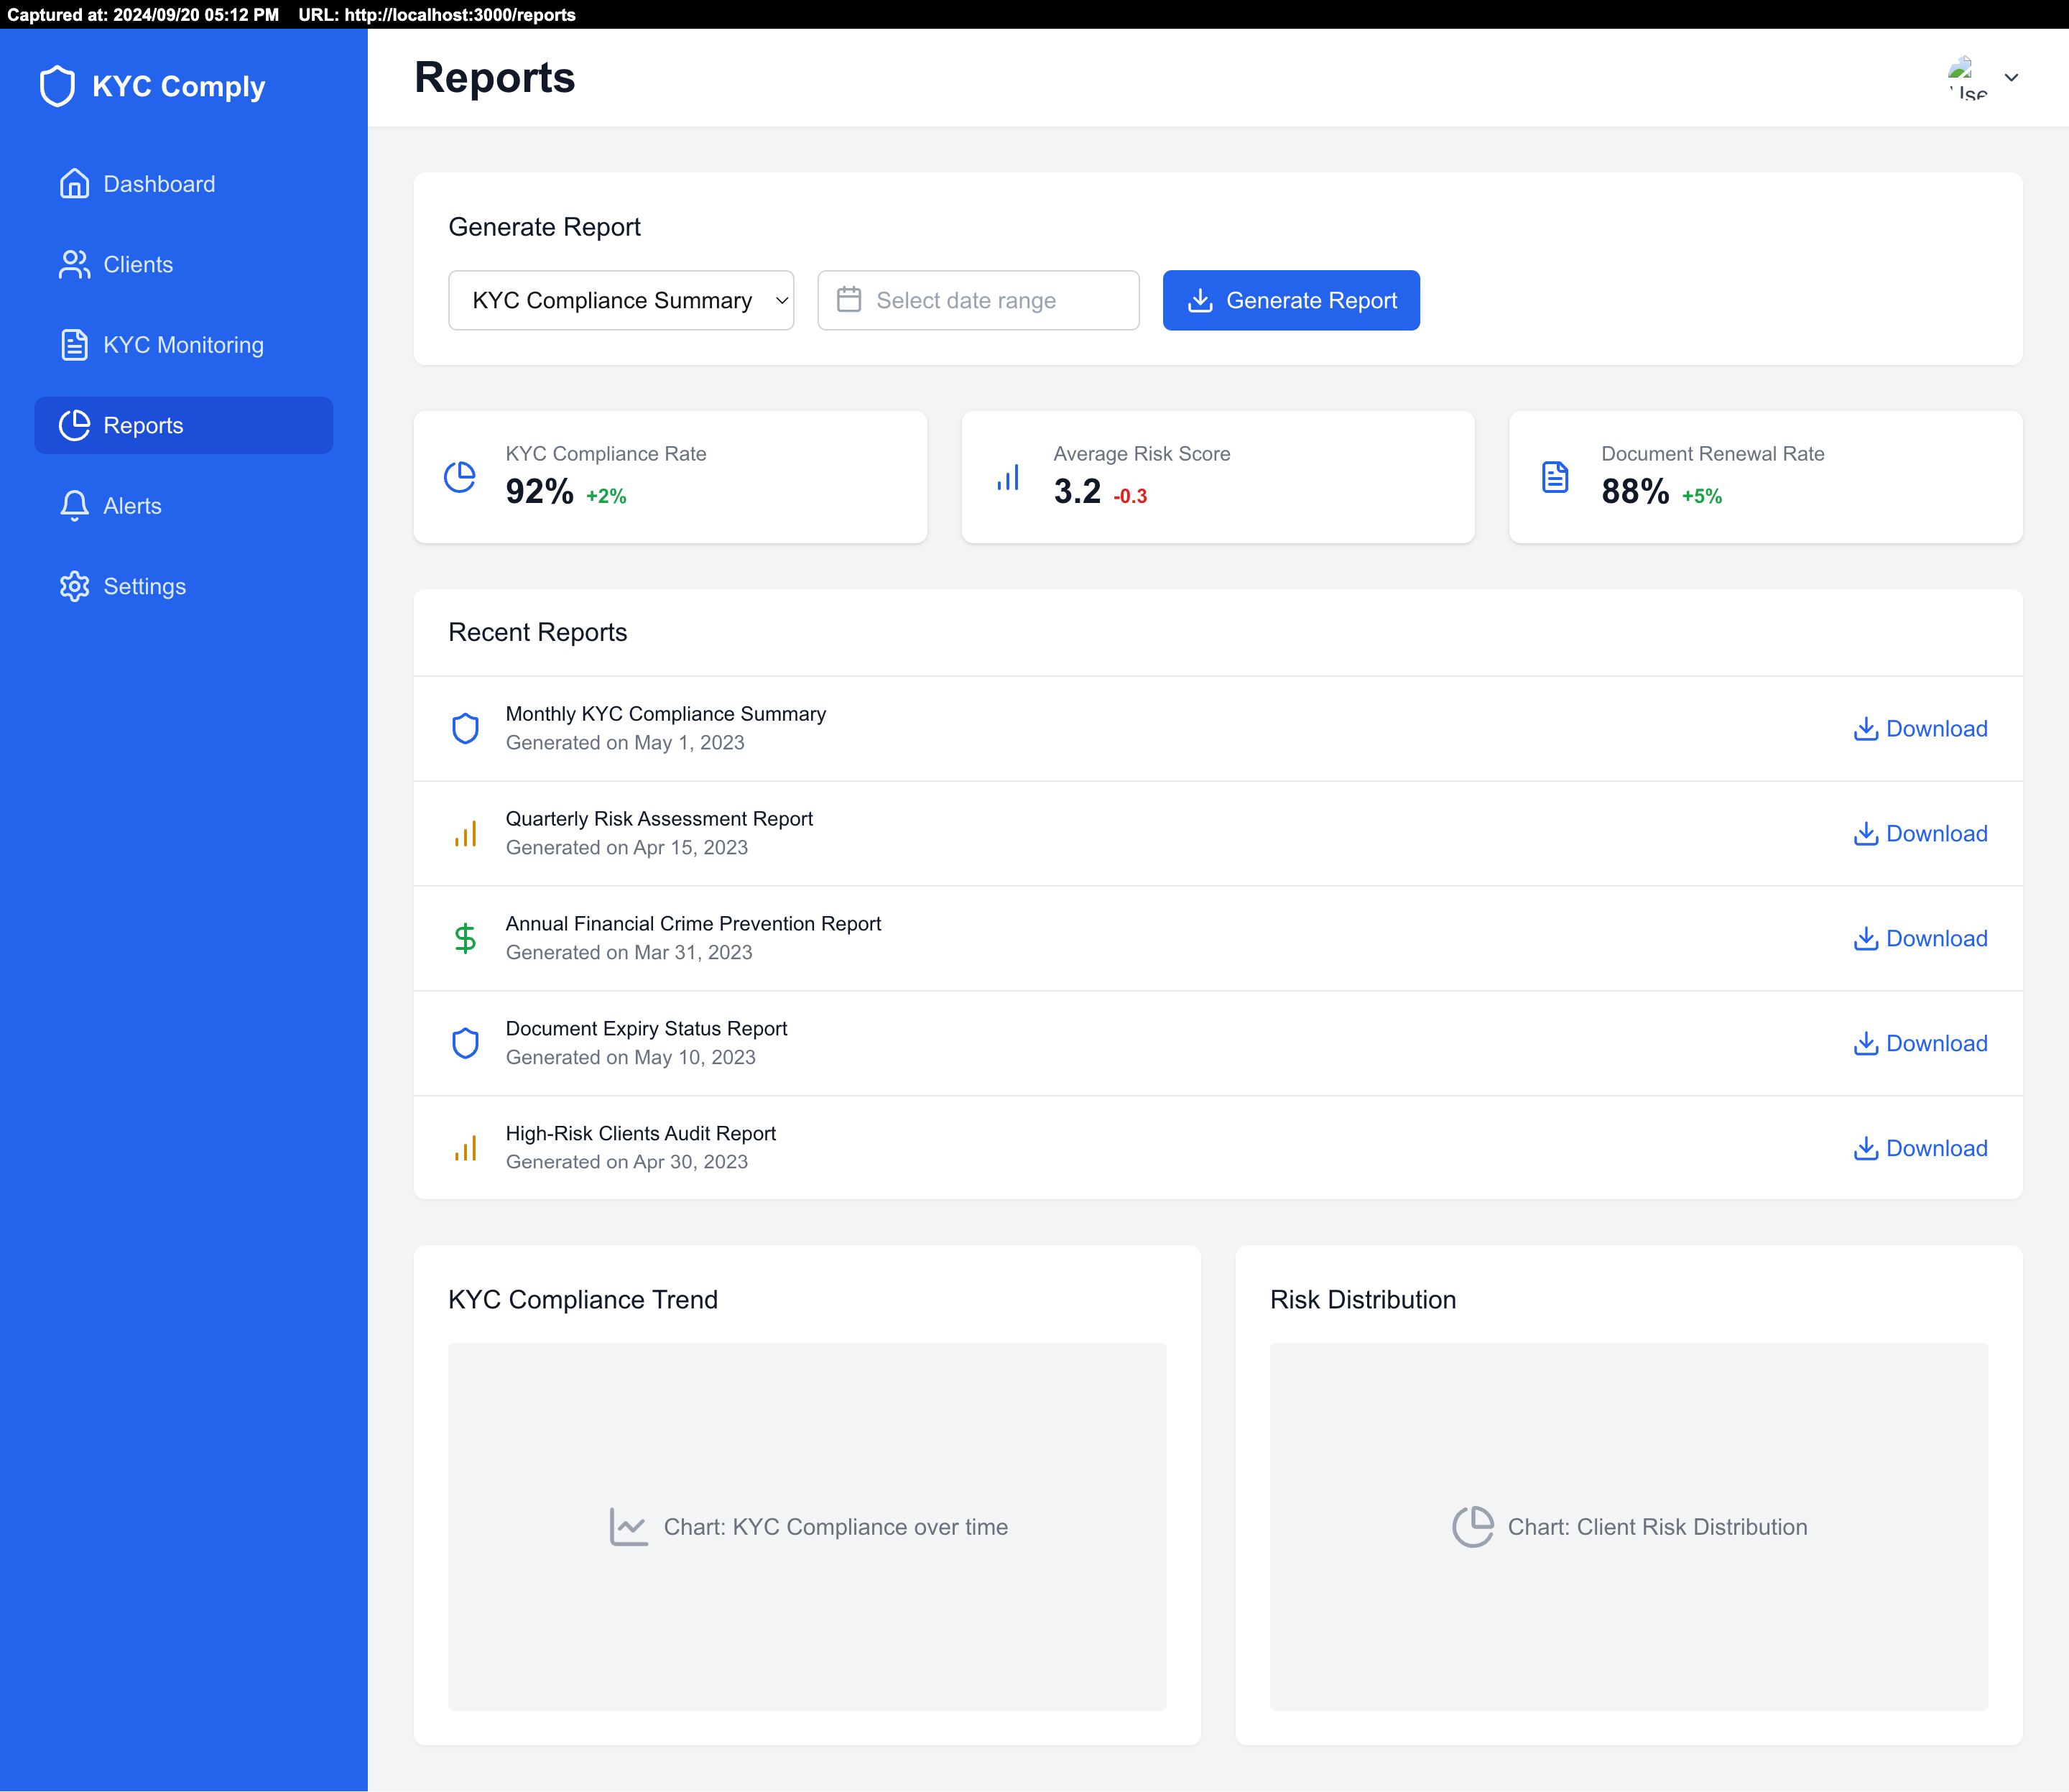 Captured at: 2024/09/20 05:12 PM URL: http://localhost:3000/reports
KYC Comply
Dashboard
Clients
KYC Monitoring
Reports
Alerts
Settings
Reports
Generate Report
KYC Compliance Summary
Select date range
Generate Report
KYC Compliance Rate
92% +2%
Average Risk Score
3.2 -0.3
Document Renewal Rate
88% +5%
Recent Reports
Monthly KYC Compliance Summary
Generated on May 1, 2023
Download
Quarterly Risk Assessment Report
Generated on Apr 15, 2023
Download
Annual Financial Crime Prevention Report
Generated on Mar 31, 2023
Download
Document Expiry Status Report
Generated on May 10, 2023
Download
High-Risk Clients Audit Report
Generated on Apr 30, 2023
Download
KYC Compliance Trend
Chart: KYC Compliance over time
Risk Distribution
Chart: Client Risk Distribution